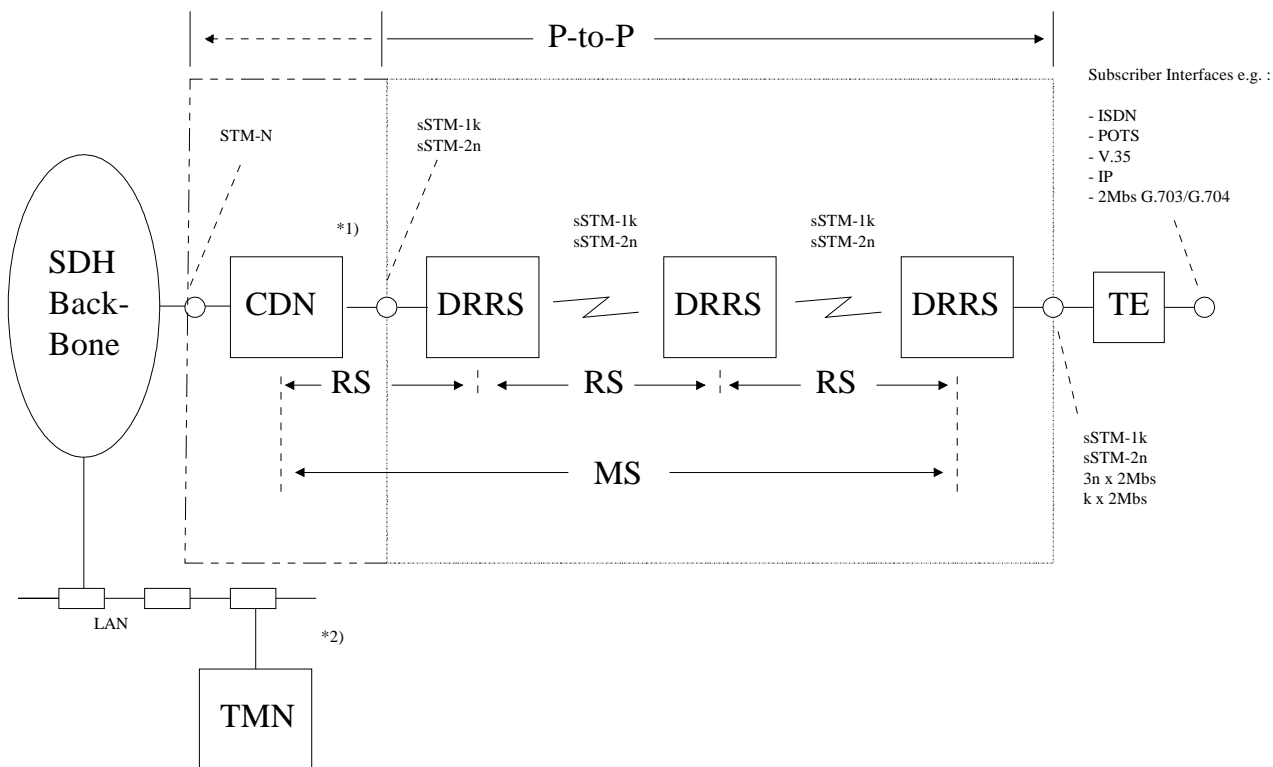 P-to-P
Subscriber Interfaces e.g. :
- ISDN
- POTS
- V.35
- IP
- 2Mbs G.703/G.704
STM-N
sSTM-1k
sSTM-2n
*1)
sSTM-1k
sSTM-2n
sSTM-1k
sSTM-2n
SDH
Back-
Bone
CDN
DRRS
DRRS
DRRS
TE
RS
RS
RS
MS
sSTM-1k
sSTM-2n
3n x 2Mbs
k x 2Mbs
LAN
*2)
TMN